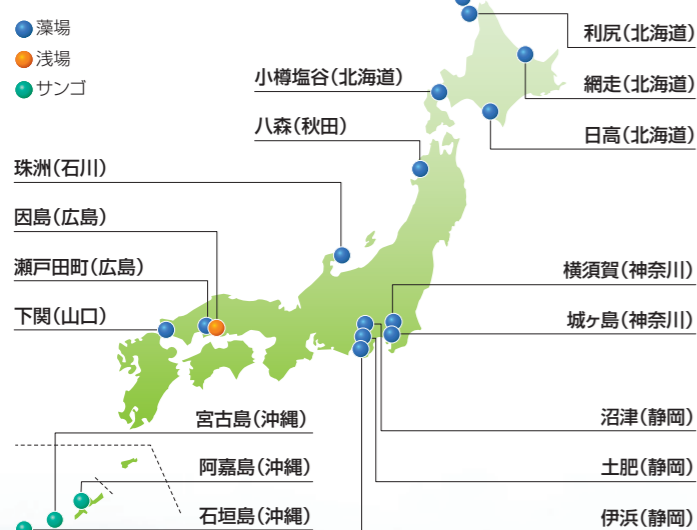 藻場
浅場
サンゴ
利尻(北海道)
小樽塩谷(北海道)
網走(北海道)
八森(秋田)
日高(北海道)
珠洲(石川)
因島(広島)
瀬戸田町(広島)
横須賀(神奈川)
下関(山口)
城ヶ島(神奈川)
宮古島(沖縄)
沼津(静岡)
阿嘉島(沖縄)
土肥(静岡)
石垣島(沖縄)
伊浜(静岡)